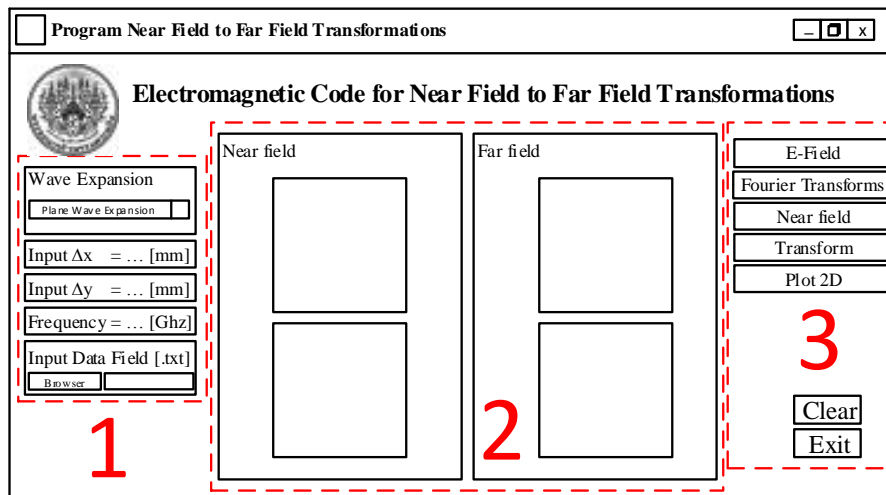 Program Near Field to Far Field Transformations
_ x
Electromagnetic Code for Near Field to Far Field Transformations
Wave Expansion
Plane Wave Expansion
Input Δx = ... [mm]
Input Δy = ... [mm]
Frequency = ... [Ghz]
Input Data Field [.txt]
Browser
1
Near field
Far field
2
E-Field
Fourier Transforms
Near field
Transform
Plot 2D
3
Clear
Exit